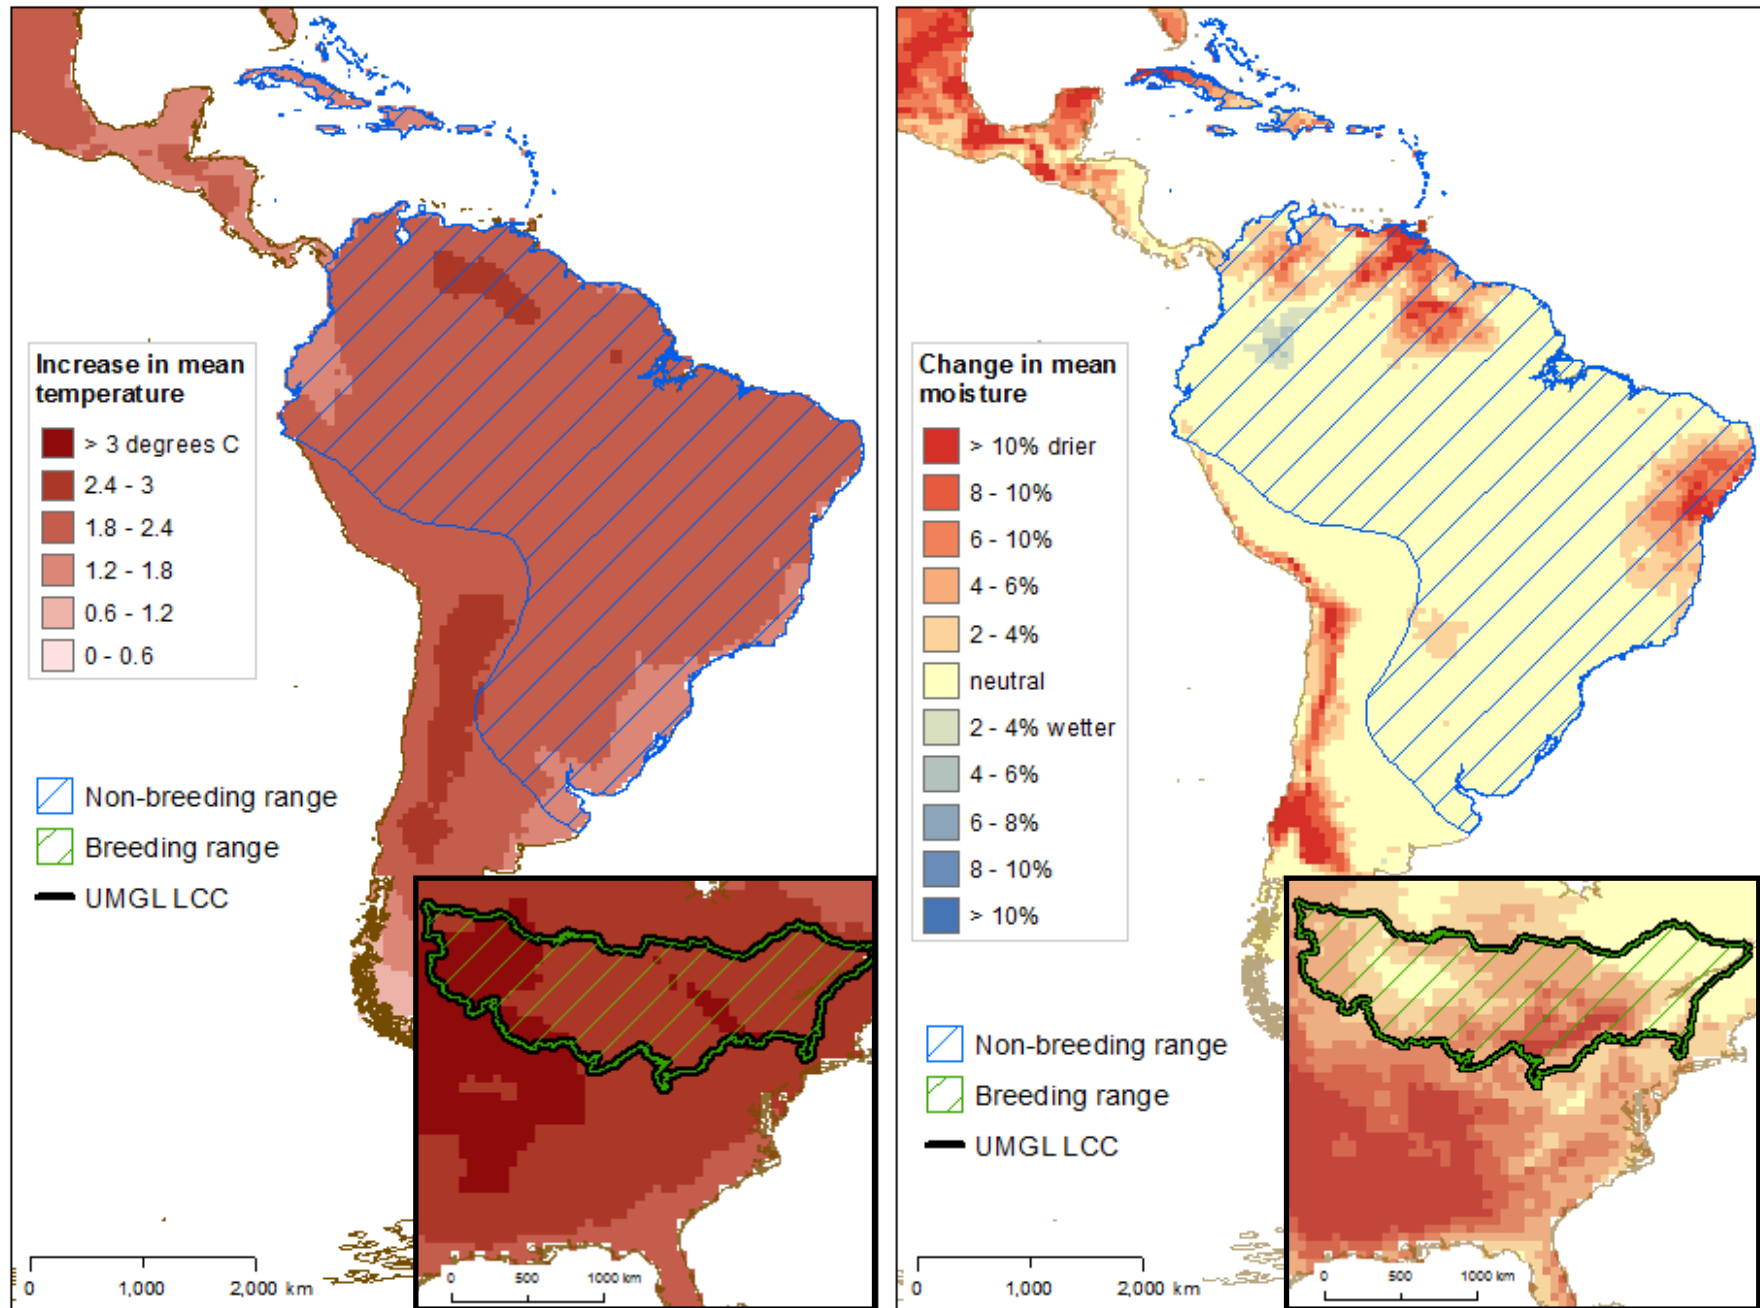 Increase in mean
temperature
> 3 degrees C
2.4 - 3
1.8 - 2.4
1.2 - 1.8
0.6 - 1.2
0 - 0.6
Non-breeding range
Breeding range
UMGL LCC
0 1,000 2,000 km
0 500 1000 km
Change in mean
moisture
> 10% drier
8 - 10%
6 - 10%
4 - 6%
2 - 4%
neutral
2 - 4% wetter
4 - 6%
6 - 8%
8 - 10%
> 10%
Non-breeding range
Breeding range
UMGL LCC
0 1,000 2,000 km
0 500 1000 km